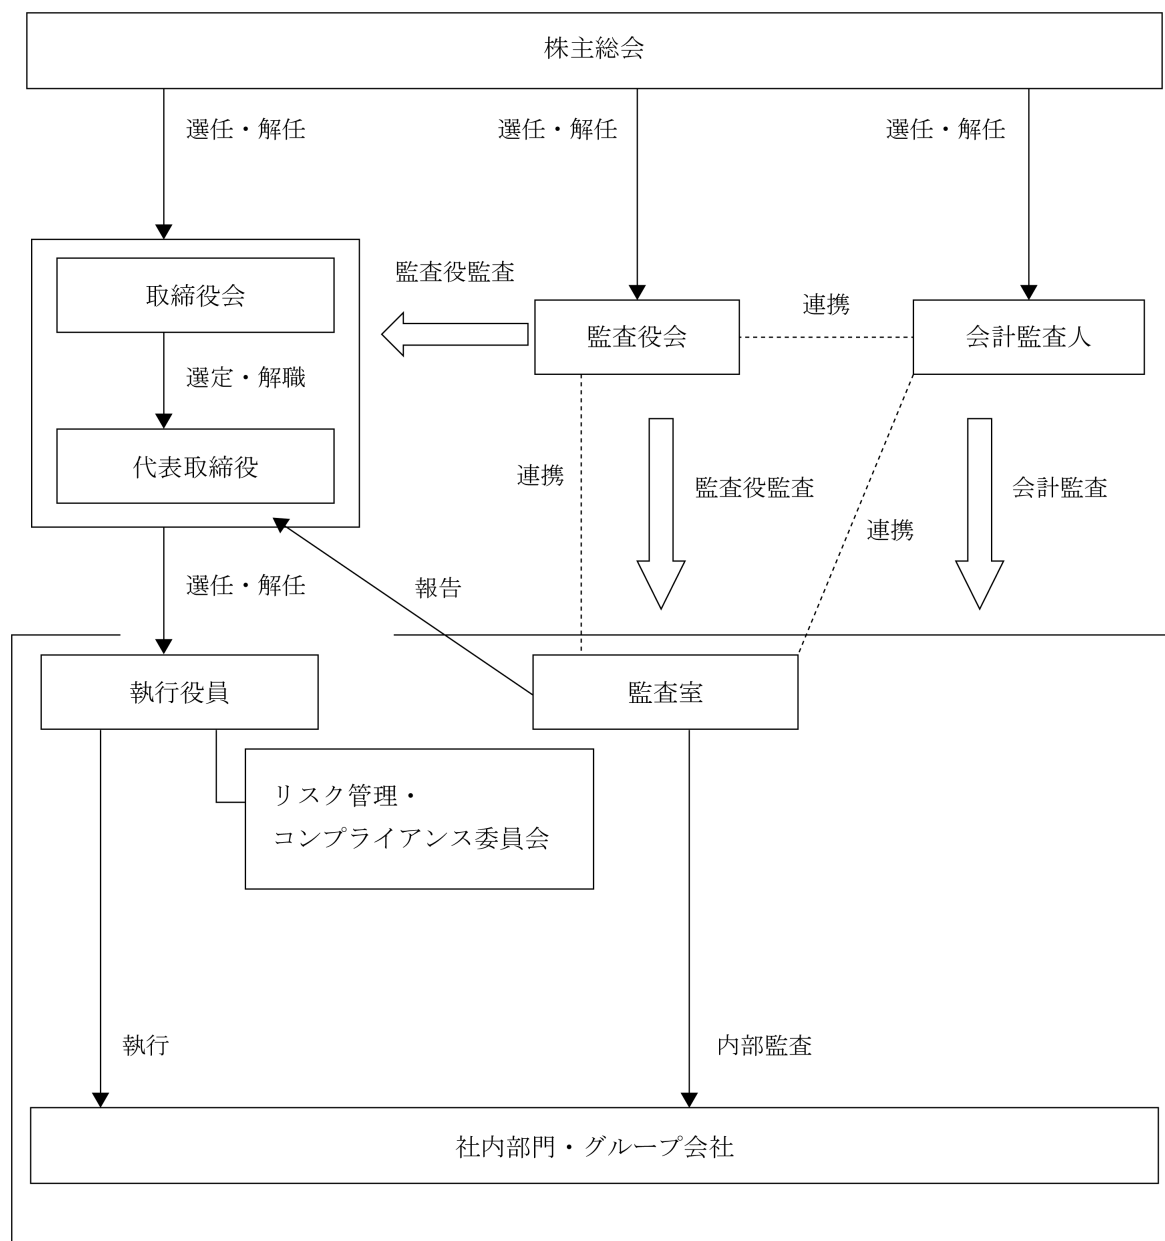 株主総会
選任・解任
選任・解任
選任・解任
取締役会
監査役監査
監査役会
連携
会計監査人
選定・解職
代表取締役
連携
監査役監査
会計監査
連携
選任・解任
報告
執行役員
監査室
リスク管理・
コンプライアンス委員会
執行
内部監査
社内部門・グループ会社